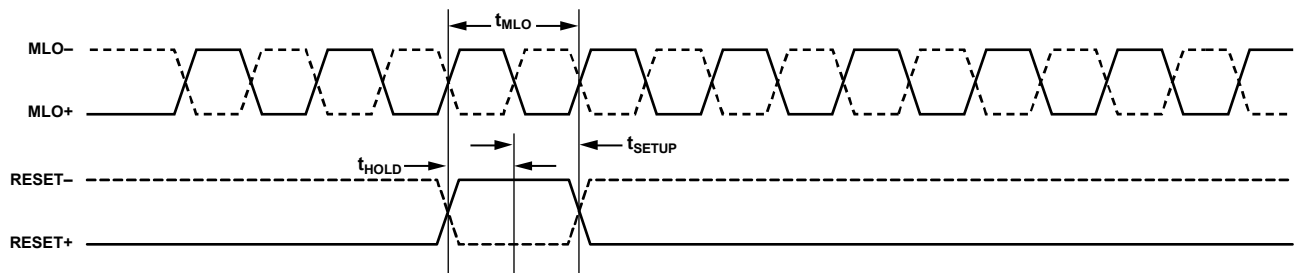 tMLO
MLO–
MLO+
tSETUP
tHOLD
RESET–
RESET+